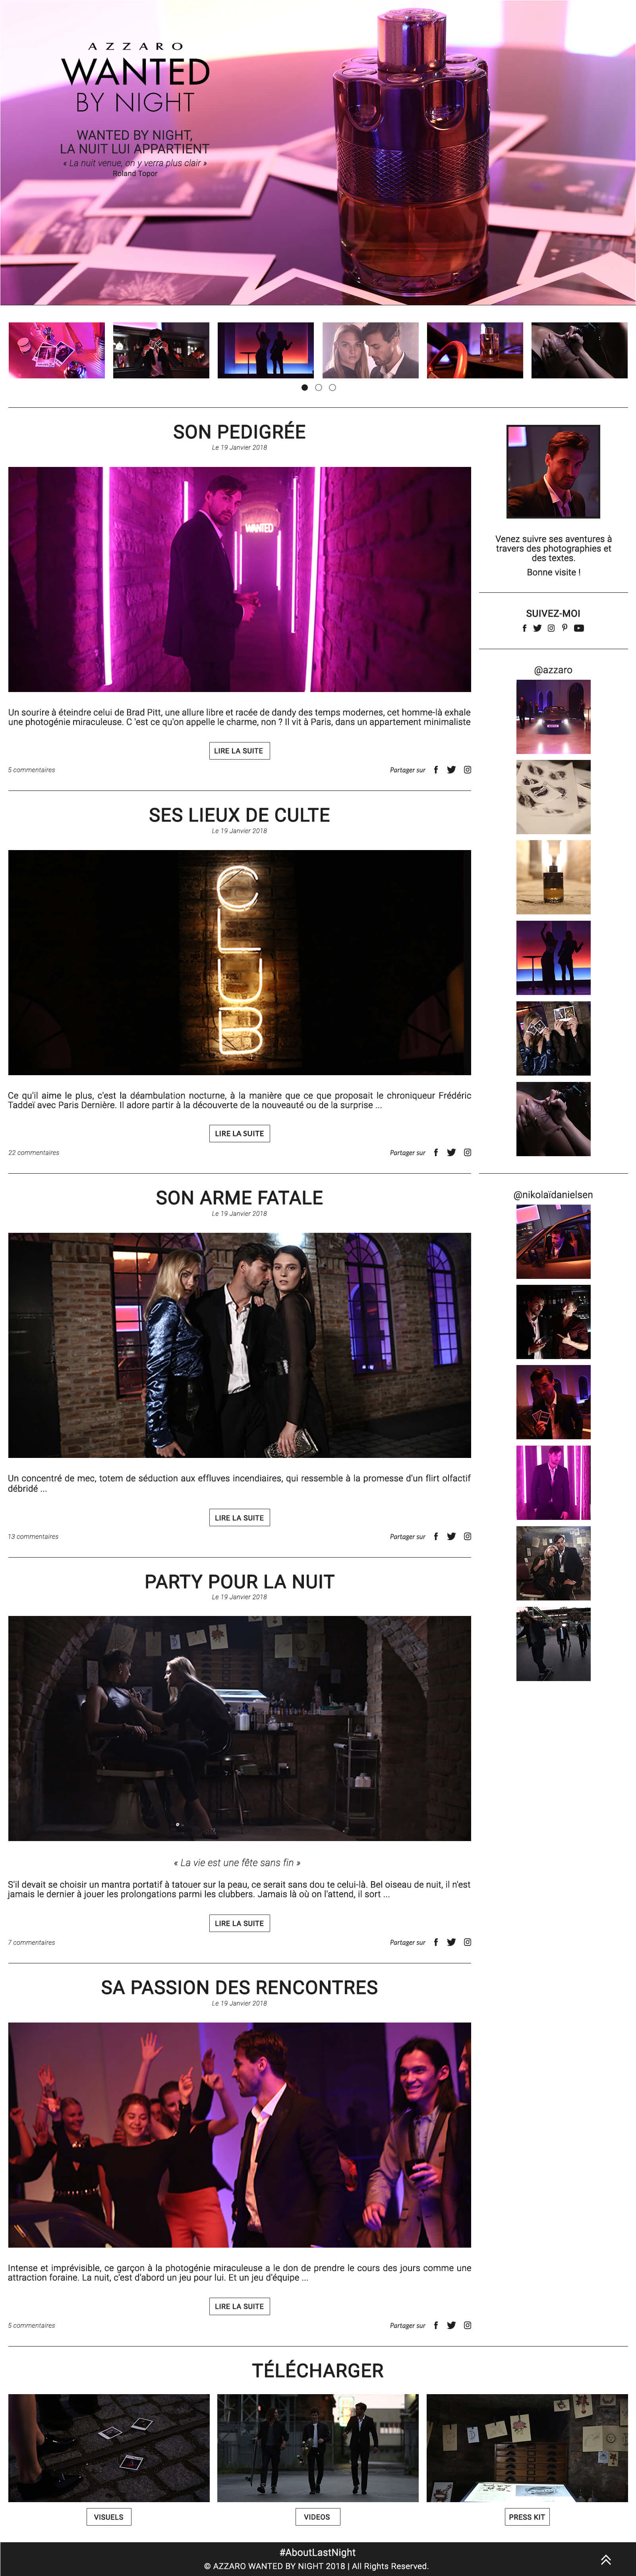 AZZARO
WANTED
BY NIGHT
WANTED BY NIGHT,
LA NUIT LUI APPARTIENT
« La nuit venue, on y verra plus clair »
Roland Topor
SON PEDIGRÉE
Le 19 Janvier 2018
WANTED
Un sourire à éteindre celui de Brad Pitt, une allure libre et racée de dandy des temps modernes, cet homme-là exhale
une photogénie miraculeuse. C 'est ce qu'on appelle le charme, non ? Il vit à Paris, dans un appartement minimaliste
LIRE LA SUITE
5 commentaires
Partager sur
Venez suivre ses aventures à
travers des photographies et
des textes.
Bonne visite !
SUIVEZ-MOI
@azzaro
SES LIEUX DE CULTE
Le 19 Janvier 2018
Ce qu'il aime le plus, c'est la déambulation nocturne, à la manière que ce que proposait le chroniqueur Frédéric
Taddeï avec Paris Dernière. Il adore partir à la découverte de la nouveauté ou de la surprise ...
LIRE LA SUITE
22 commentaires
Partager sur
@nikolaïdanielsen
SON ARME FATALE
Le 19 Janvier 2018
Un concentré de mec, totem de séduction aux effluves incendiaires, qui ressemble à la promesse d'un flirt olfactif
débridé ...
LIRE LA SUITE
13 commentaires
Partager sur
PARTY POUR LA NUIT
Le 19 Janvier 2018
« La vie est une fête sans fin »
S'il devait se choisir un mantra portatif à tatouer sur la peau, ce serait sans dou te celui-là. Bel oiseau de nuit, il n'est
jamais le dernier à jouer les prolongations parmi les clubbers. Jamais là où on l'attend, il sort ...
LIRE LA SUITE
7 commentaires
Partager sur
SA PASSION DES RENCONTRES
Le 19 Janvier 2018
Intense et imprévisible, ce garçon à la photogénie miraculeuse a le don de prendre le cours des jours comme une
attraction foraine. La nuit, c'est d'abord un jeu pour lui. Et un jeu d'équipe ...
LIRE LA SUITE
5 commentaires
Partager sur
TÉLÉCHARGER
VISUELS
VIDEOS
PRESS KIT
#AboutLastNight
© AZZARO WANTED BY NIGHT 2018 | All Rights Reserved.